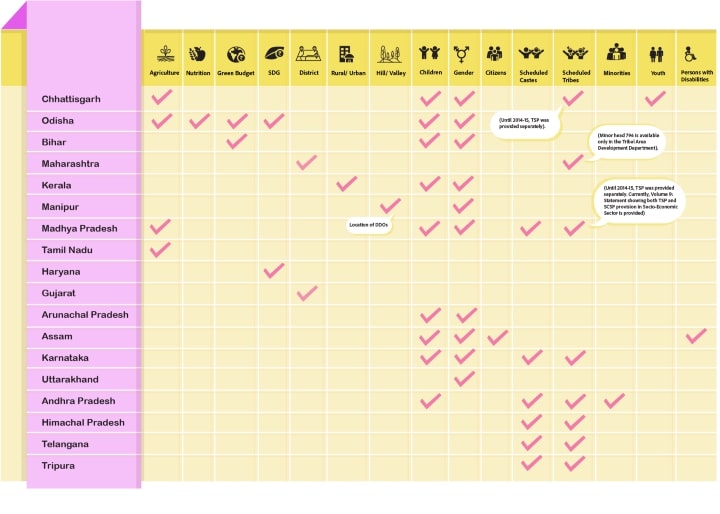 Agriculture
Nutrition
Green Budget
SDG
District
Rural/ Urban
Hill/ Valley
Children
Gender
Citizens
Scheduled
Castes
Scheduled
Tribes
Minorities
Youth
Persons with
Disabilities
Chhattisgarh
Odisha
(Until 2014-15, TSP was
provided separately).
Bihar
(Minor head 794 is available
only in the Tribal Area
Development Department).
Maharashtra
Kerala
(Until 2014-15, TSP was provided
separately. Currently, Volume 9:
Statement showing both TSP and
SCSP provision in Socio-Economic
Sector is provided)
Manipur
Location of DDOs
Madhya Pradesh
Tamil Nadu
Haryana
Gujarat
Arunachal Pradesh
Assam
Karnataka
Uttarakhand
Andhra Pradesh
Himachal Pradesh
Telangana
Tripura